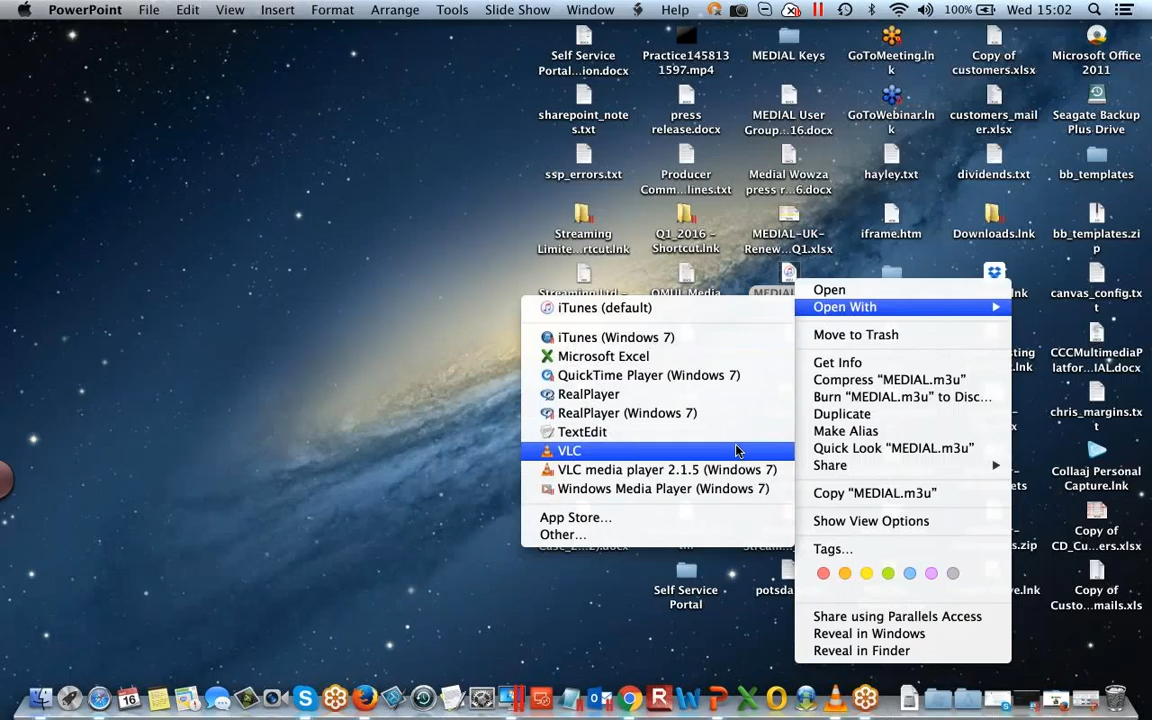 PowerPoint File Edit View Insert Format Arrange Tools Slide Show Window Help 100% Wed 15:02
Self Service
Portal...ion.docx
Practice145813
1597.mp4
MEDIAL Keys
GoToMeeting.ln
k
Copy of
customers.xlsx
Microsoft Office
2011
sharepoint_note
s.txt
press
release.docx
MEDIAL User
Group...16.docx
GoToWebinar.ln
k
customers_mail
er.xlsx
Seagate Backup
Plus Drive
ssp_errors.txt
Producer
Comm...lines.txt
Medial Wowza
press r...6.docx
hayley.txt
dividends.txt
bb_templates
Streaming
Limite...rtcut.lnk
Q1_2016 -
Shortcut.lnk
MEDIAL-UK-
Renew...Q1.xlsx
iframe.htm
Downloads.lnk
bb_templates.zi
p
MEDIAL
lnk
canvas_config.tx
t
CCCMultimediaP
latfor...IAL.docx
chris_margins.tx
t
Collaaj Personal
Capture.lnk
Copy of
CD_Cu...ers.xlsx
.zip
Self Service
Portal
Copy of
Custo...mails.xls
iTunes (default)
iTunes (Windows 7)
Microsoft Excel
QuickTime Player (Windows 7)
RealPlayer
RealPlayer (Windows 7)
TextEdit
VLC
VLC media player 2.1.5 (Windows 7)
Windows Media Player (Windows 7)
App Store...
Other...
Open
Open With
Move to Trash
Get Info
Compress “MEDIAL.m3u”
Burn “MEDIAL.m3u” to Disc...
Duplicate
Make Alias
Quick Look “MEDIAL.m3u”
Share
Copy “MEDIAL.m3u”
Show View Options
Tags...
Share using Parallels Access
Reveal in Windows
Reveal in Finder